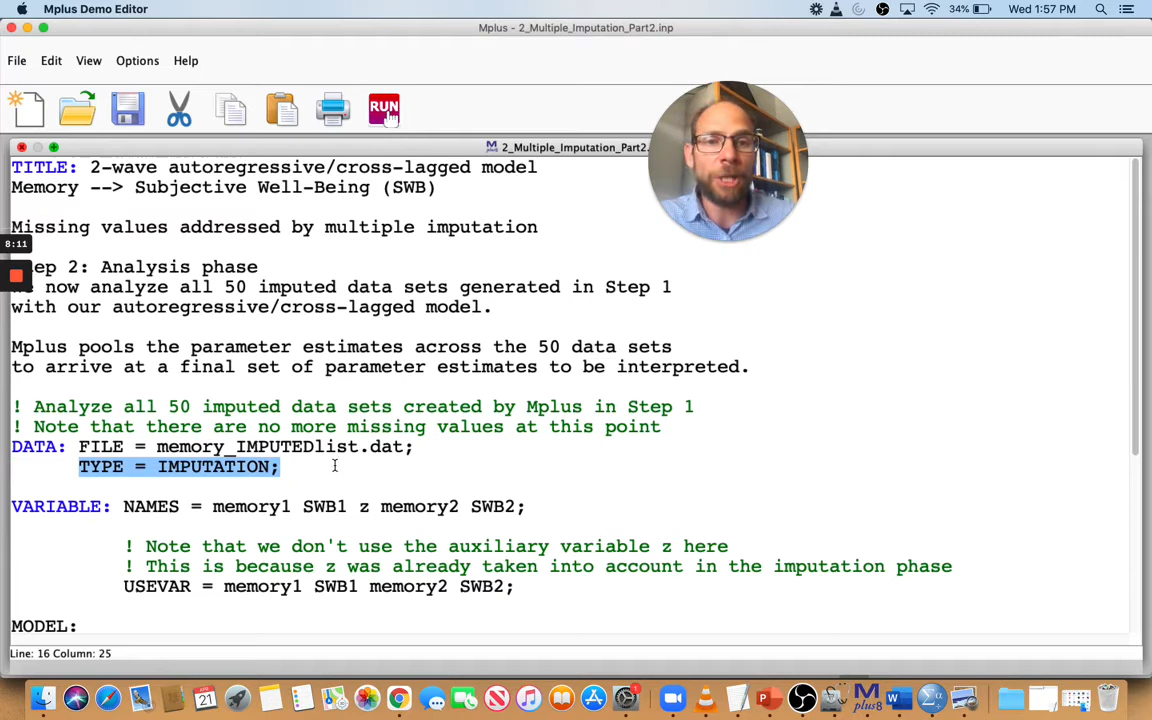 Mplus Demo Editor
34%
Wed 1:57 PM
Mplus - 2_Multiple_Imputation_Part2.inp
File Edit View Options Help
RUN
2_Multiple_Imputation_Part2.
TITLE: 2-wave autoregressive/cross-lagged model
Memory --> Subjective Well-Being (SWB)
Missing values addressed by multiple imputation
8:11
ep 2: Analysis phase
we now analyze all 50 imputed data sets generated in Step 1
with our autoregressive/cross-lagged model.
Mplus pools the parameter estimates across the 50 data sets
to arrive at a final set of parameter estimates to be interpreted.
! Analyze all 50 imputed data sets created by Mplus in Step 1
! Note that there are no more missing values at this point
DATA: FILE = memory_IMPUTEDlist.dat;
TYPE = IMPUTATION;
VARIABLE: NAMES = memory1 SWB1 z memory2 SWB2;
! Note that we don't use the auxiliary variable z here
! This is because z was already taken into account in the imputation phase
USEVAR = memory1 SWB1 memory2 SWB2;
MODEL:
Line: 16 Column: 25
APR
21
1
plus8